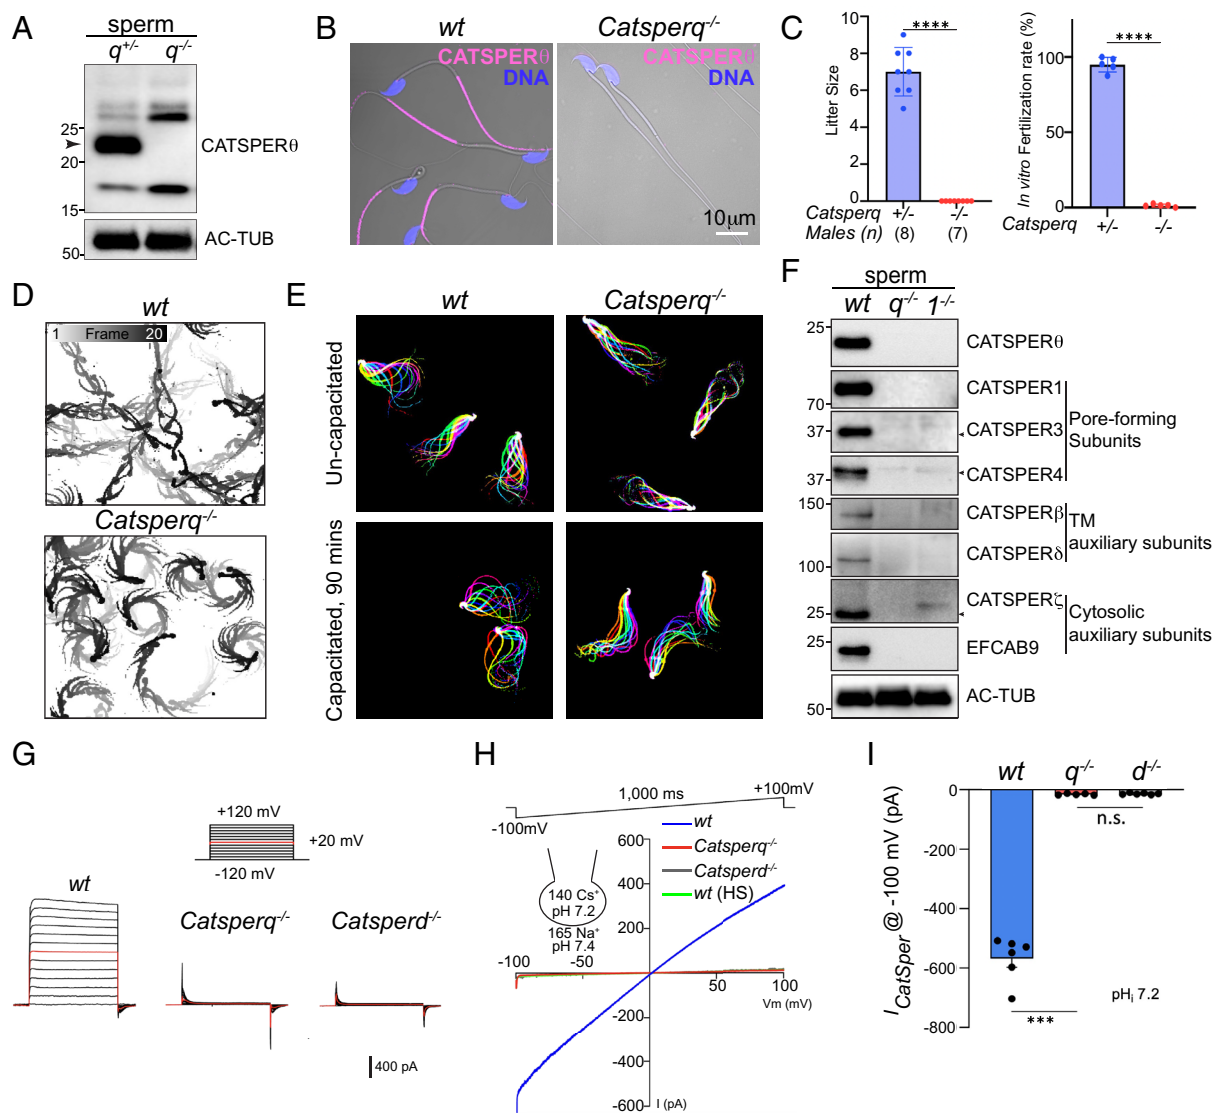 A
sperm
q+/- q-/-
25
20
15
50
CATSPERθ
AC-TUB
B
wt
Catsperq-/-
CATSPERθ
DNA
CATSPERθ
DNA
10μm
C
Litter Size
10
8
6
4
2
0
****
Catsperq +/- -/-
Males (n) (8) (7)
In vitro Fertilization rate (%)
100
50
0
****
Catsperq +/- -/-
D
wt
1 Frame 20
Catsperq-/-
E
wt
Catsperq-/-
Un-capacitated
Capacitated, 90 mins
F
sperm
wt q-/- 1-/-
25
CATSPERθ
70
CATSPER1
37
CATSPER3
37
CATSPER4
Pore-forming
Subunits
150
CATSPERβ
100
CATSPERδ
TM
auxiliary subunits
25
CATSPERζ
25
EFCAB9
Cytosolic
auxiliary subunits
50
AC-TUB
G
+120 mV
+20 mV
-120 mV
wt
Catsperq-/-
Catsperd-/-
400 pA
H
+100mV
1,000 ms
-100mV
600
400
200
-200
-400
-600
wt
Catsperq-/-
Catsperd-/-
wt (HS)
140 Cs+
pH 7.2
165 Na+
pH 7.4
-100
-50
50
100
Vm (mV)
I (pA)
I
wt q-/- d-/-
ICatSper @ -100 mV (pA)
0
-200
-400
-600
-800
n.s.
***
pHi 7.2